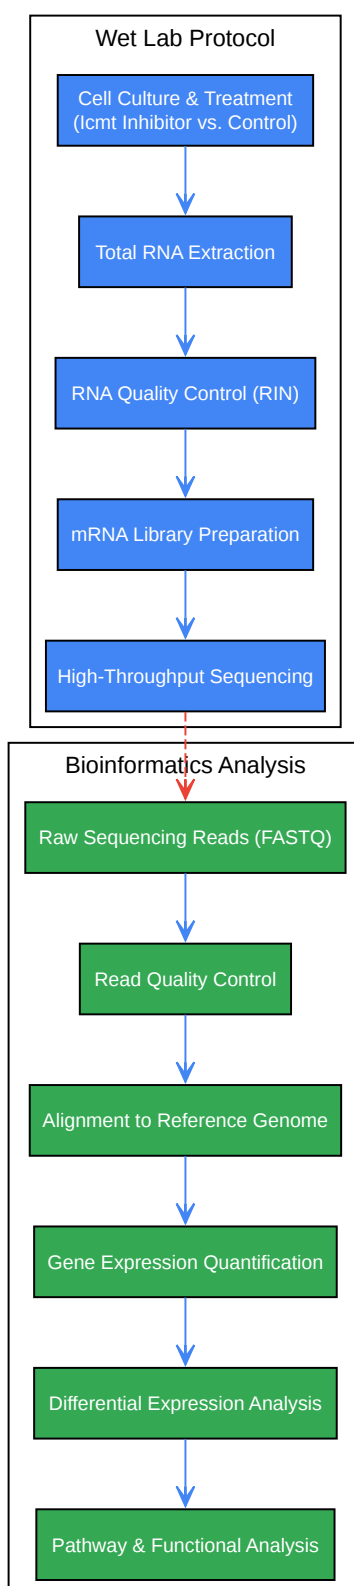 Wet Lab Protocol
Cell Culture & Treatment
(Icmt Inhibitor vs. Control)
Total RNA Extraction
RNA Quality Control (RIN)
mRNA Library Preparation
High-Throughput Sequencing
Bioinformatics Analysis
Raw Sequencing Reads (FASTQ)
Read Quality Control
Alignment to Reference Genome
Gene Expression Quantification
Differential Expression Analysis
Pathway & Functional Analysis